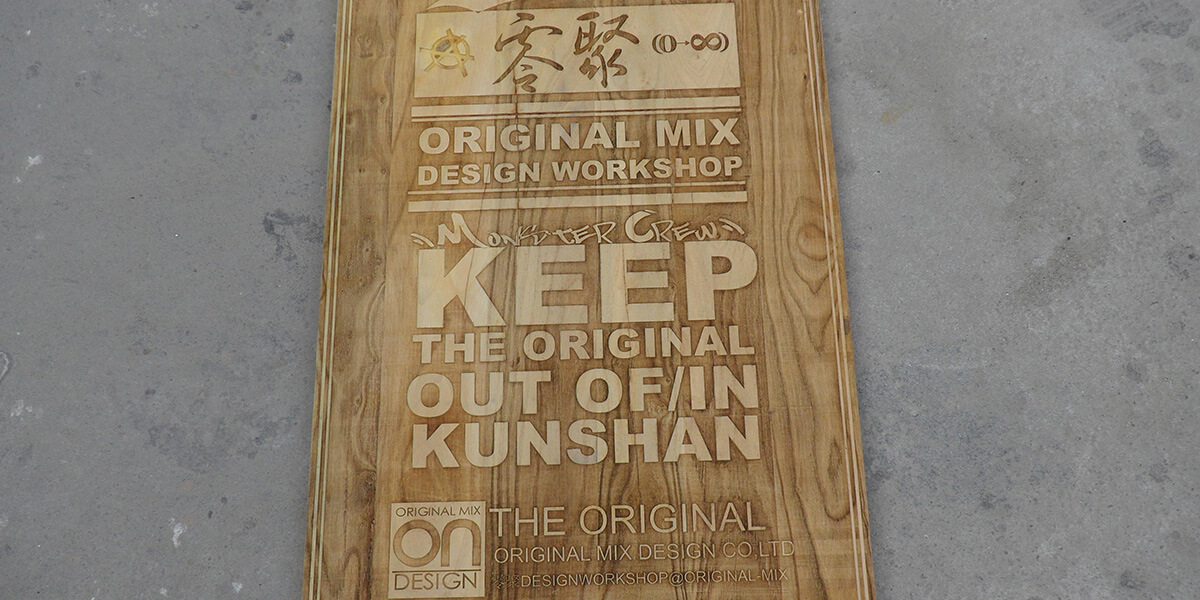 零聚 (0→∞)
ORIGINAL MIX
DESIGN WORKSHOP
"MONSTER CREW"
KEEP
THE ORIGINAL
OUT OF/IN
KUNSHAN
ORIGINAL MIX
on
DESIGN
THE ORIGINAL
ORIGINAL MIX DESIGN CO,LTD
DESIGNWORKSHOP@ORIGINAL-MIX